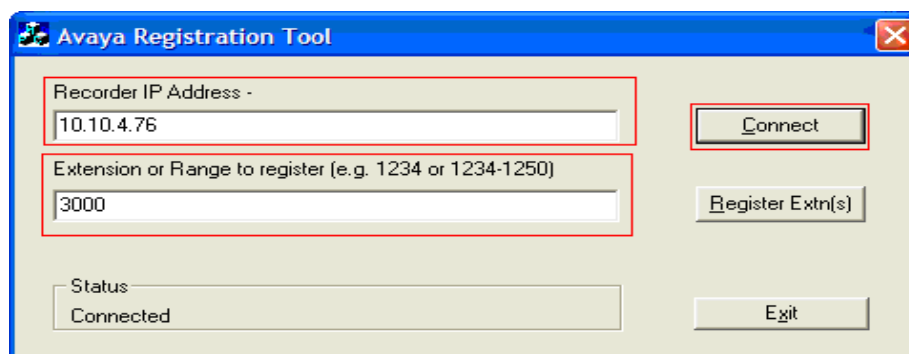 Avaya Registration Tool
Recorder IP Address -
10.10.4.76
Connect
Extension or Range to register (e.g. 1234 or 1234-1250)
3000
Register Extn(s)
Status
Connected
Exit